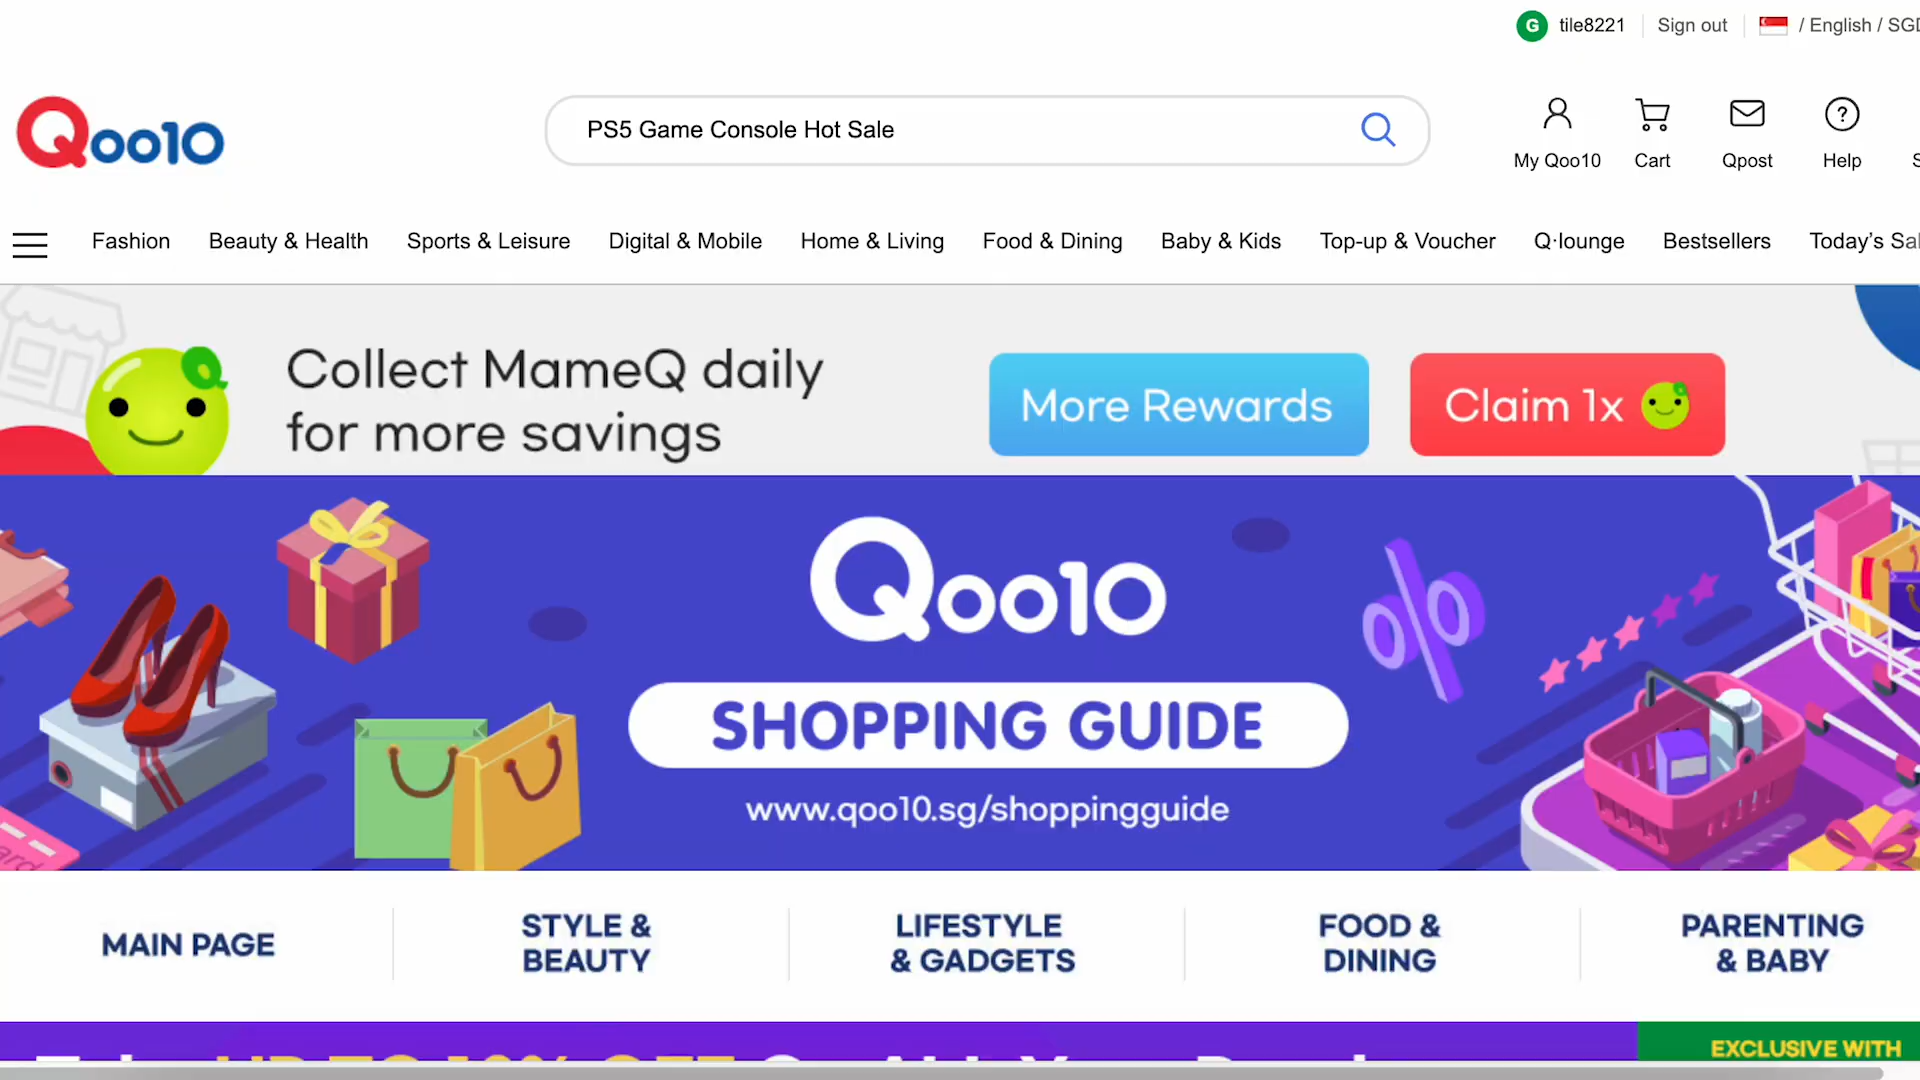 G tile8221 Sign out / English / SGD
Qoo10
PS5 Game Console Hot Sale
My Qoo10 Cart Qpost Help
Fashion Beauty & Health Sports & Leisure Digital & Mobile Home & Living Food & Dining Baby & Kids Top-up & Voucher Q·lounge Bestsellers Today's Sal
Collect MameQ daily
for more savings
More Rewards
Claim 1x
Qoo10
SHOPPING GUIDE
www.qoo10.sg/shoppingguide
MAIN PAGE
STYLE &
BEAUTY
LIFESTYLE
& GADGETS
FOOD &
DINING
PARENTING
& BABY
EXCLUSIVE WITH